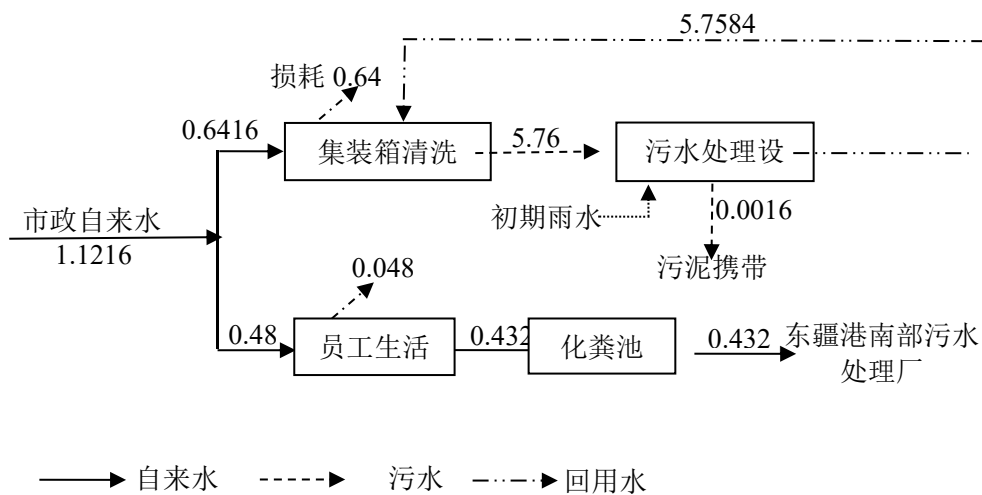 5.7584
损耗 0.64
0.6416
集装箱清洗
5.76
污水处理设
初期雨水
0.0016
市政自来水
1.1216
污泥携带
0.048
0.48
员工生活
0.432
化粪池
0.432
东疆港南部污水
处理厂
自来水
污水
回用水